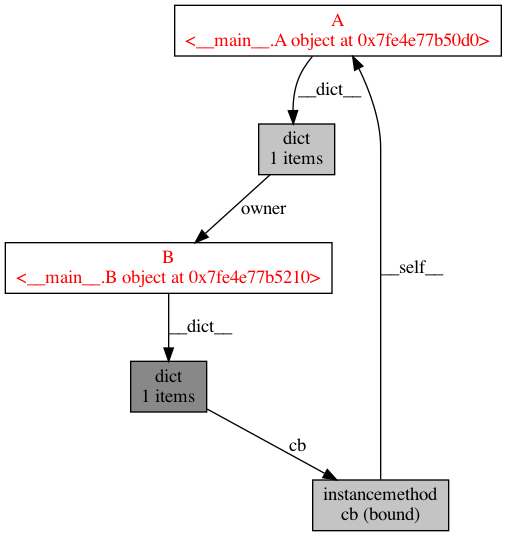 A
<__main__.A object at 0x7fe4e77b50d0>
__dict__
dict
1 items
owner
B
<__main__.B object at 0x7fe4e77b5210>
__self__
__dict__
dict
1 items
cb
instancemethod
cb (bound)